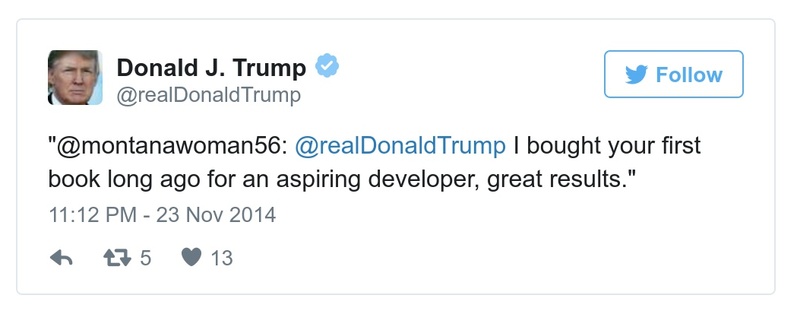 Donald J. Trump
@realDonaldTrump
Follow
"@montanawoman56: @realDonaldTrump I bought your first
book long ago for an aspiring developer, great results."
11:12 PM - 23 Nov 2014
5 13